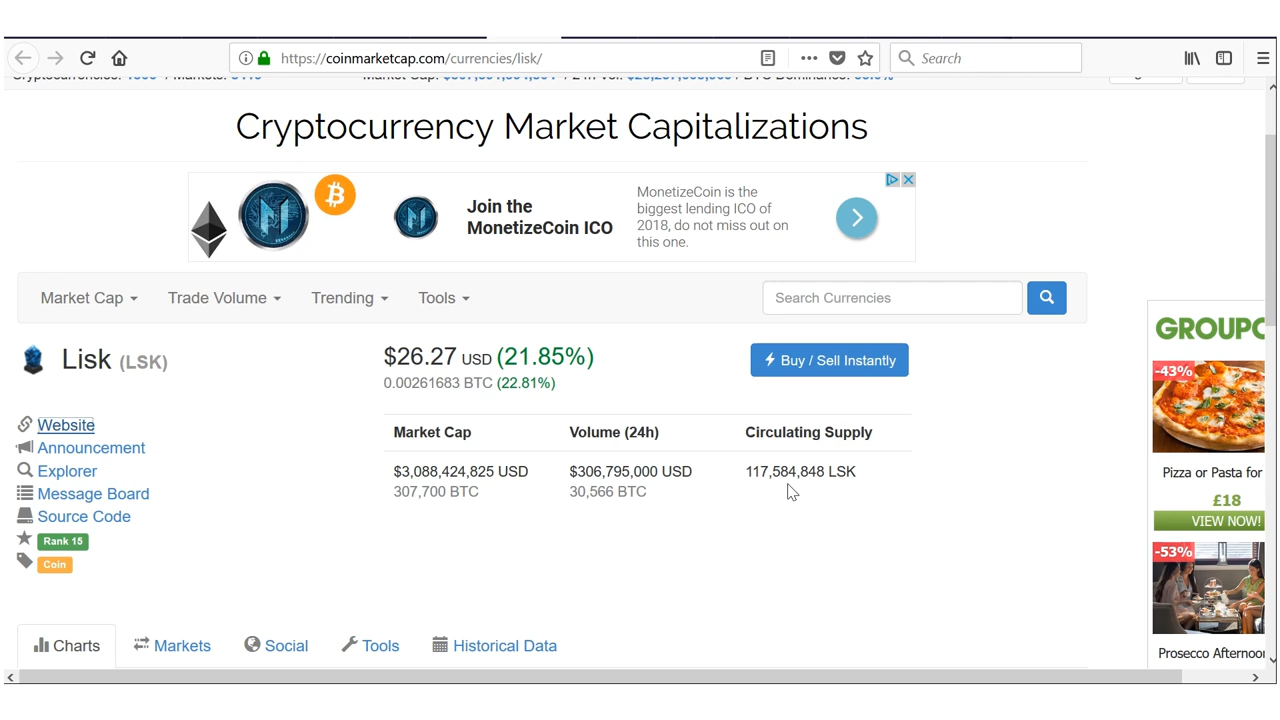 https://coinmarketcap.com/currencies/lisk/
Search
Cryptocurrency Market Capitalizations
Join the
MonetizeCoin ICO
MonetizeCoin is the
biggest lending ICO of
2018, do not miss out on
this one.
Market Cap
Trade Volume
Trending
Tools
Search Currencies
Lisk (LSK)
$26.27 USD (21.85%)
0.00261683 BTC (22.81%)
Buy / Sell Instantly
Website
Announcement
Explorer
Message Board
Source Code
Rank 15
Coin
Market Cap
Volume (24h)
Circulating Supply
$3,088,424,825 USD
307,700 BTC
$306,795,000 USD
30,566 BTC
117,584,848 LSK
GROUPO
-43%
Pizza or Pasta for
£18
VIEW NOW!
-53%
Prosecco Afternoo
Charts
Markets
Social
Tools
Historical Data